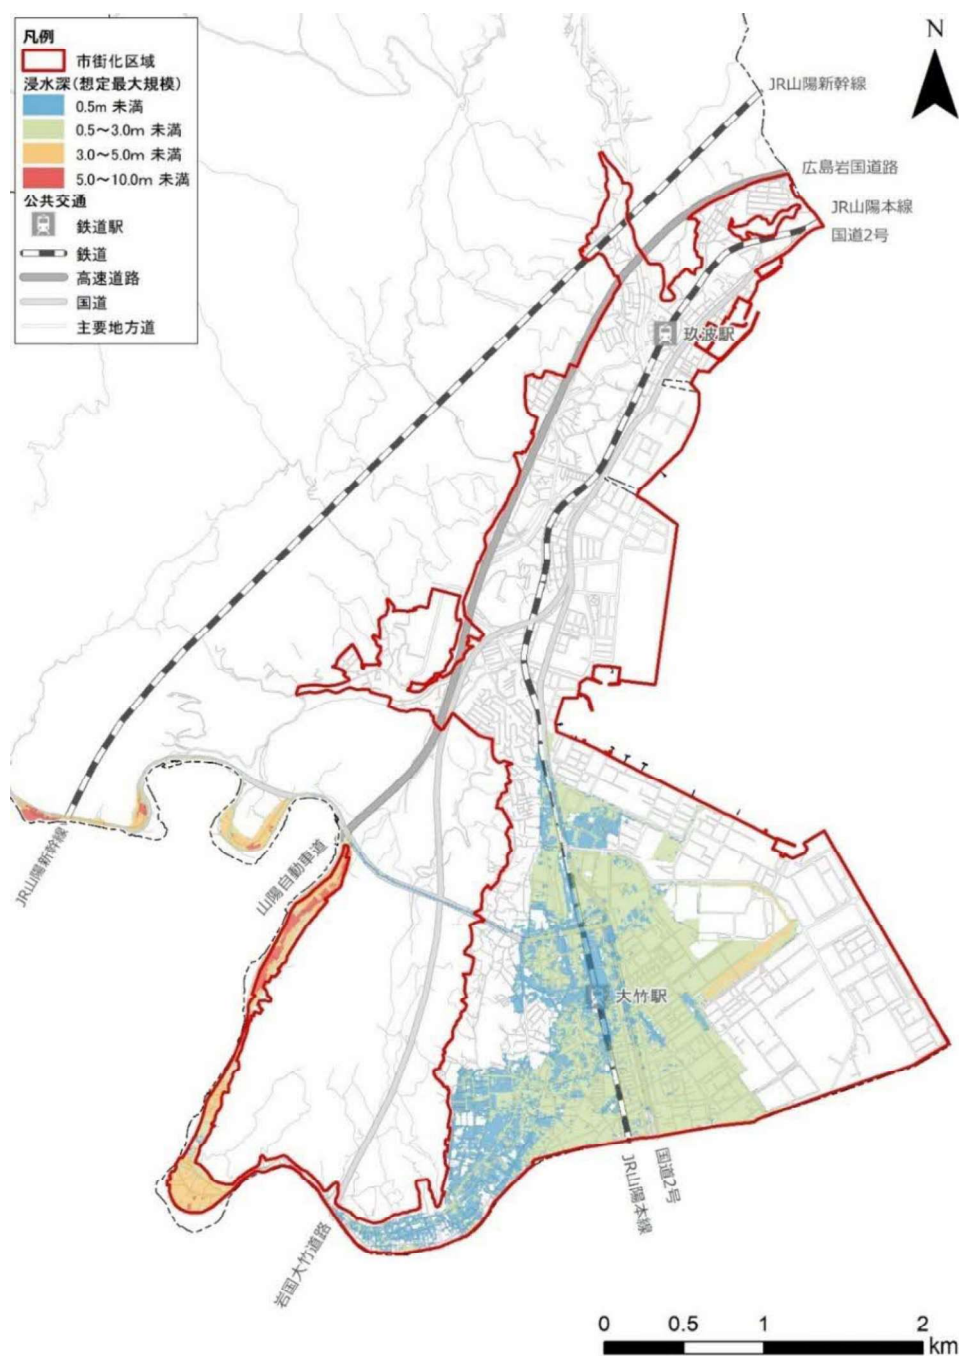 凡例
市街化区域
浸水深(想定最大規模)
0.5m 未満
0.5～3.0m 未満
3.0～5.0m 未満
5.0～10.0m 未満
公共交通
鉄道駅
鉄道
高速道路
国道
主要地方道
N
JR山陽新幹線
広島岩国道路
JR山陽本線
国道2号
玖波駅
JR山陽新幹線
山陽自動車道
大竹駅
国道2号
JR山陽本線
岩国大竹道路
0 0.5 1 2
km